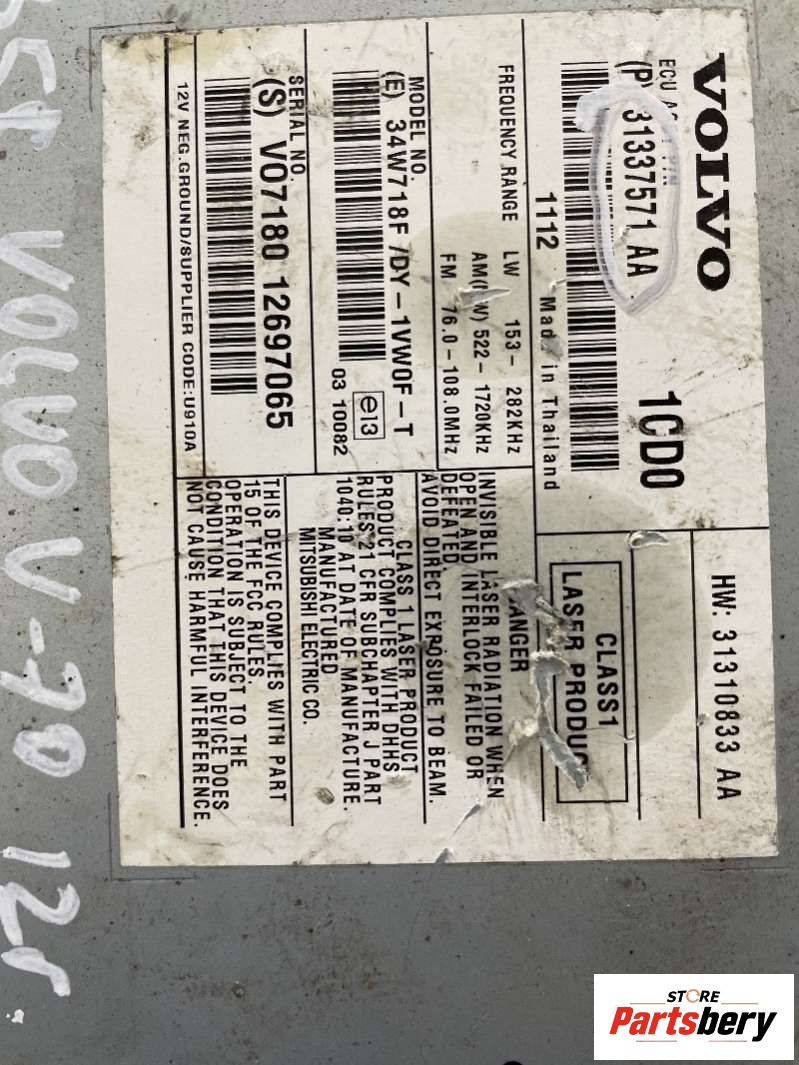 VOLVO
HW: 31310833 AA
ECU
(P) 31337571 AA
1CD0
1112 Made in Thailand
FREQUENCY RANGE LW 153- 282KHz
522-1720KHz
FM 76.0-108.0MHz
CLASS1
LASER PRODUCT
INVISIBLE LASER RADIATION WHEN
OPEN AND INTERLOCK FAILED OR
DEFEATED.
AVOID DIRECT EXPOSURE TO BEAM.
MODEL NO.
(E) 34W718F /DY-1VW0F-T
e13
03 10082
CLASS 1 LASER PRODUCT
PRODUCT COMPLIES WITH DHHS
RULES 21 CFR SUBCHAPTER J PART
1040:10 AT DATE OF MANUFACTURE.
MANUFACTURED
MITSUBISHI ELECTRIC CO.
SERIAL NO.
(S) V07180 12697065
12V NEG.GROUND/SUPPLIER CODE:U910A
THIS DEVICE COMPLIES WITH PART
15 OF THE FCC RULES.
OPERATION IS SUBJECT TO THE
CONDITION THAT THIS DEVICE DOES
NOT CAUSE HARMFUL INTERFERENCE.
VOLVO V-70 12r
STORE
Partsbery